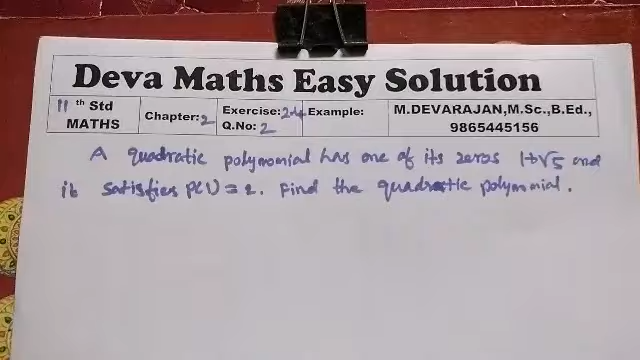 Deva Maths Easy Solution
11 th Std
MATHS
Chapter: 2
Exercise: 2.4
Q.No: 2
Example:
M.DEVARAJAN,M.Sc.,B.Ed.,
9865445156
A quadratic polynomial has one of its zeros 1+√5 and
it satisfies p(1) = 2. Find the quadratic polynomial.